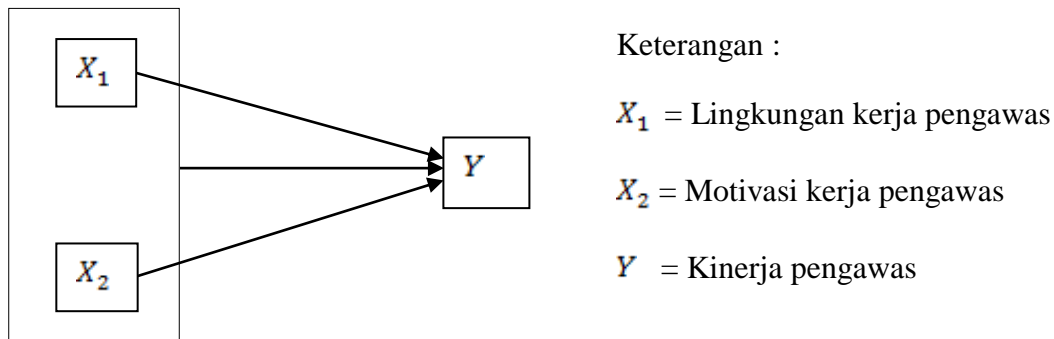 X₁
X₂
Y
Keterangan :
X₁ = Lingkungan kerja pengawas
X₂ = Motivasi kerja pengawas
Y = Kinerja pengawas